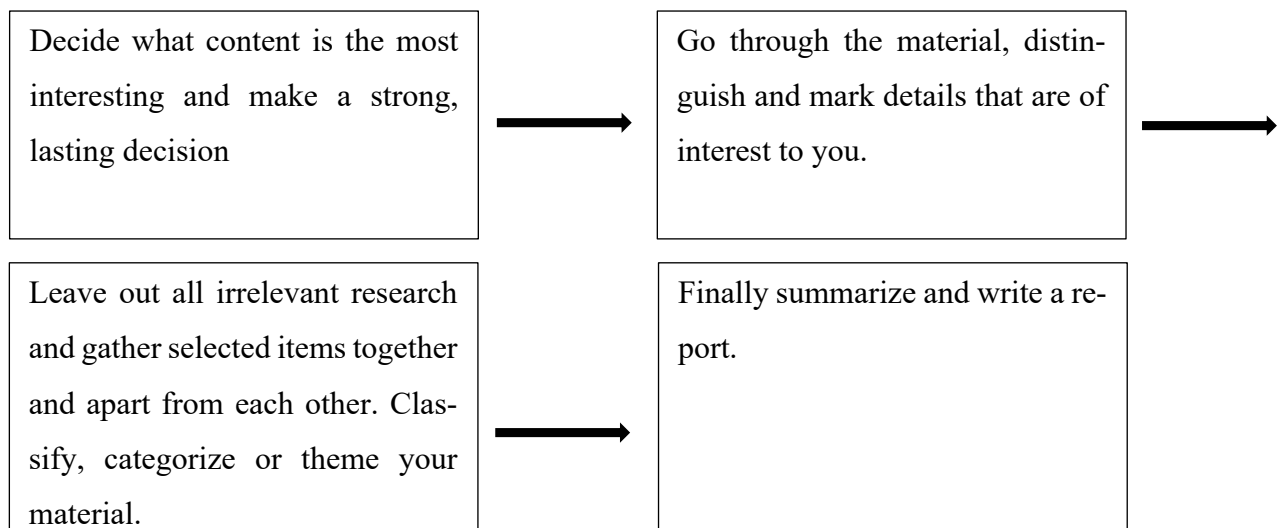 Decide what content is the most
interesting and make a strong,
lasting decision
Go through the material, distin-
guish and mark details that are of
interest to you.
Leave out all irrelevant research
and gather selected items together
and apart from each other. Clas-
sify, categorize or theme your
material.
Finally summarize and write a re-
port.